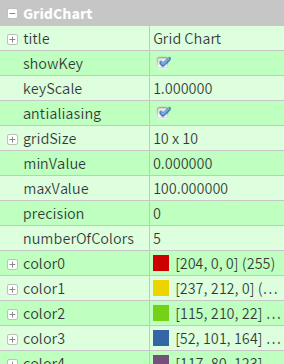 GridChart
title Grid Chart
showKey
keyScale 1.000000
antialiasing
gridSize 10 x 10
minValue 0.000000
maxValue 100.000000
precision 0
numberOfColors 5
color0 [204, 0, 0] (255)
color1 [237, 212, 0] (...
color2 [115, 210, 22] ...
color3 [52, 101, 164] ...
color4 [117, 80, 123]